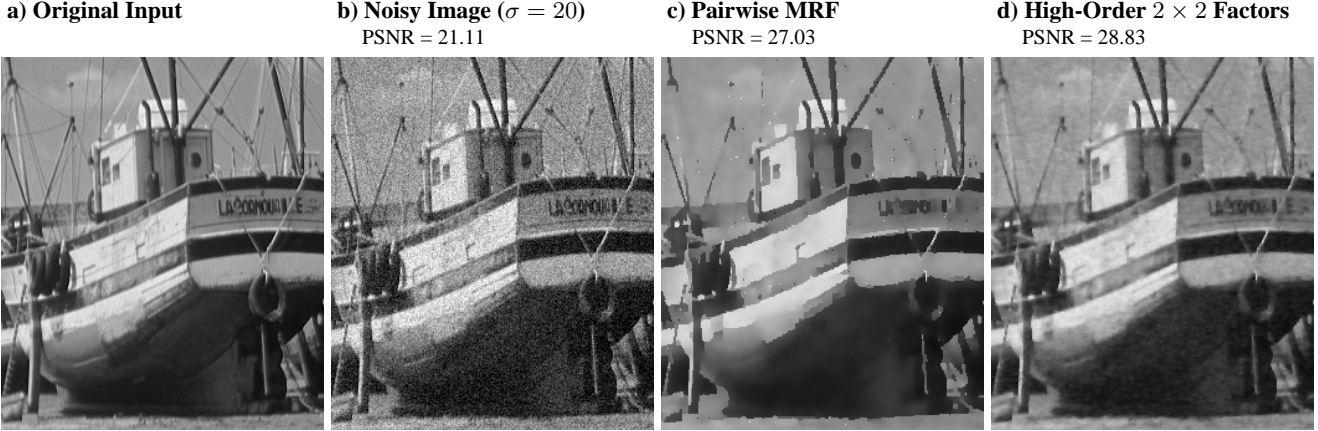 a) Original Input
b) Noisy Image (σ = 20)
PSNR = 21.11
c) Pairwise MRF
PSNR = 27.03
d) High-Order 2 × 2 Factors
PSNR = 28.83
LACORNOUAILLE